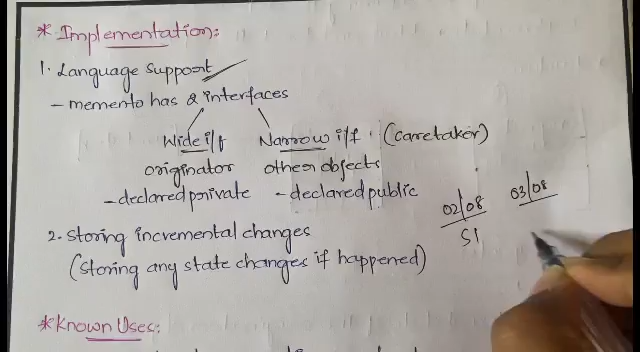 * Implementation:
1. Language support
- memento has 2 interfaces
Wide i/f Narrow i/f. (caretaker)
originator other objects
- declared private - declared public
02/08 03/08
S1
2. Storing incremental changes
(storing any state changes if happened)
* Known Uses: